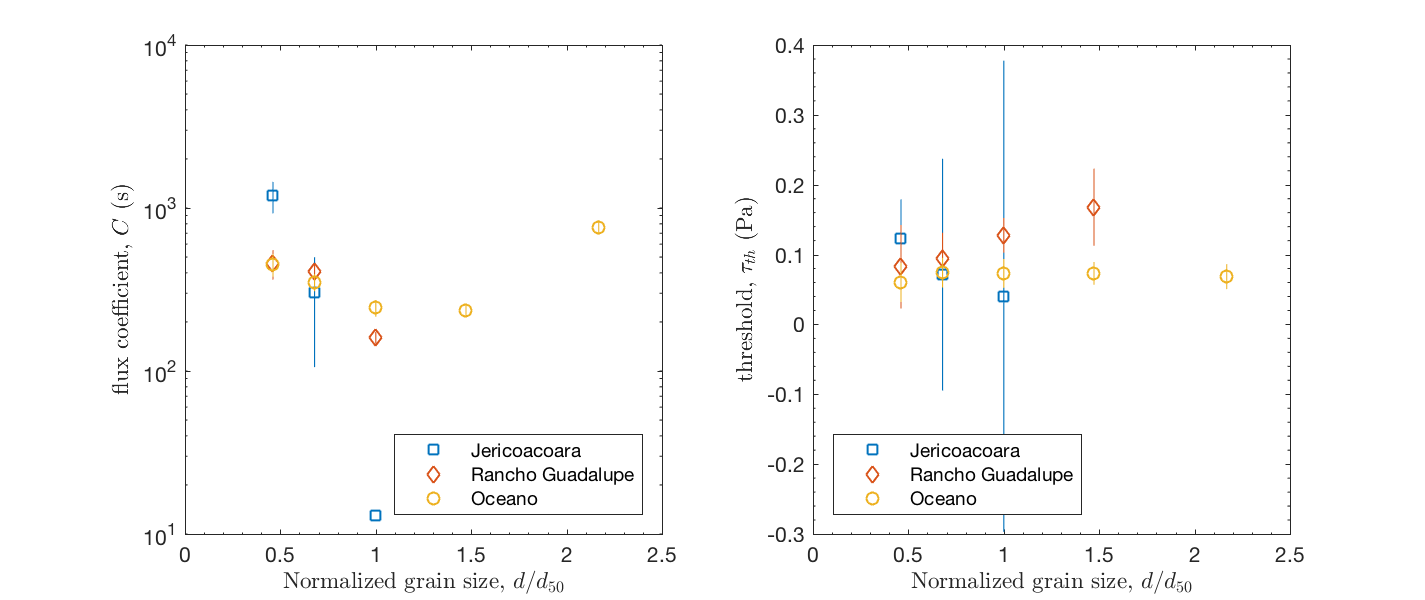 10^4
10^3
10^2
10^1
flux coefficient, C (s)
0 0.5 1 1.5 2 2.5
Normalized grain size, d/d_50
Jericoacoara
Rancho Guadalupe
Oceano
0.4
0.3
0.2
0.1
0
-0.1
-0.2
-0.3
threshold, τ_th (Pa)
0 0.5 1 1.5 2 2.5
Normalized grain size, d/d_50
Jericoacoara
Rancho Guadalupe
Oceano